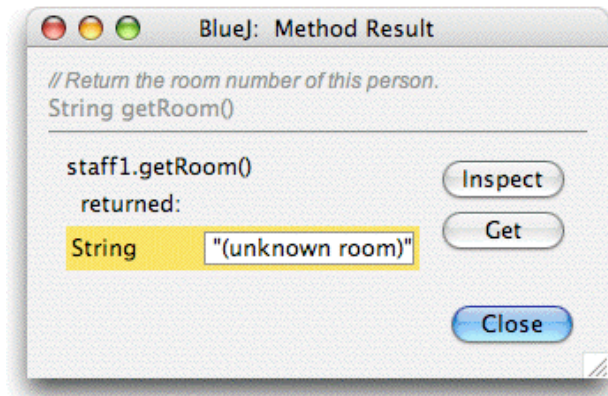 BlueJ: Method Result
// Return the room number of this person.
String getRoom()
staff1.getRoom()
returned:
String "(unknown room)"
Inspect
Get
Close